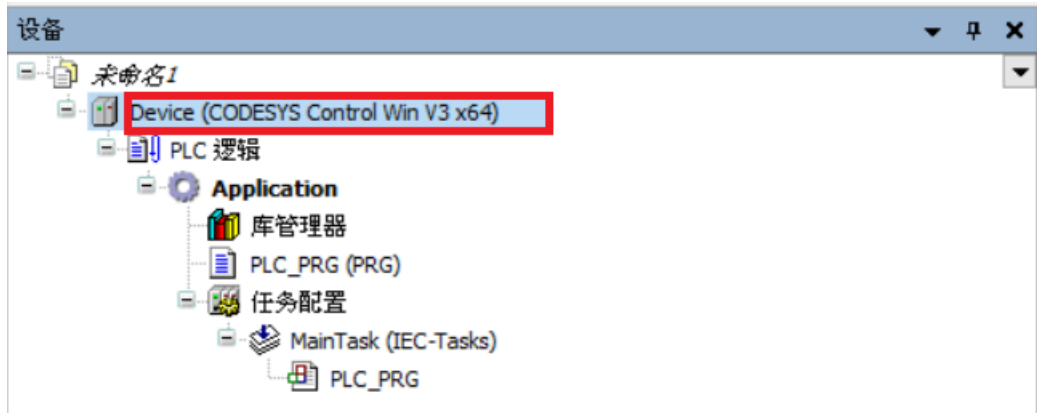 设备
未命名1
Device (CODESYS Control Win V3 x64)
PLC 逻辑
Application
库管理器
PLC_PRG (PRG)
任务配置
MainTask (IEC-Tasks)
PLC_PRG